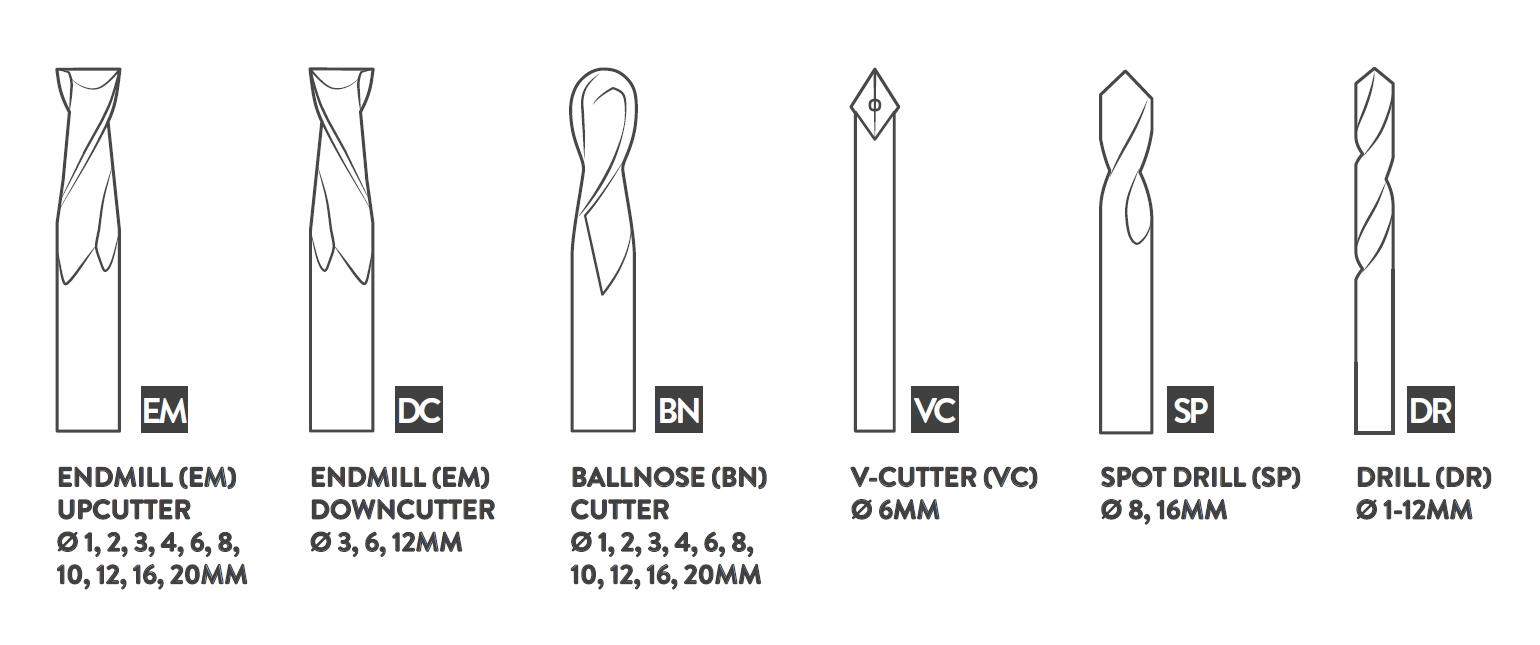 EM
ENDMILL (EM)
UPCUTTER
Ø 1, 2, 3, 4, 6, 8,
10, 12, 16, 20MM
DC
ENDMILL (EM)
DOWNCUTTER
Ø 3, 6, 12MM
BN
BALLNOSE (BN)
CUTTER
Ø 1, 2, 3, 4, 6, 8,
10, 12, 16, 20MM
VC
V-CUTTER (VC)
Ø 6MM
SP
SPOT DRILL (SP)
Ø 8, 16MM
DR
DRILL (DR)
Ø 1-12MM